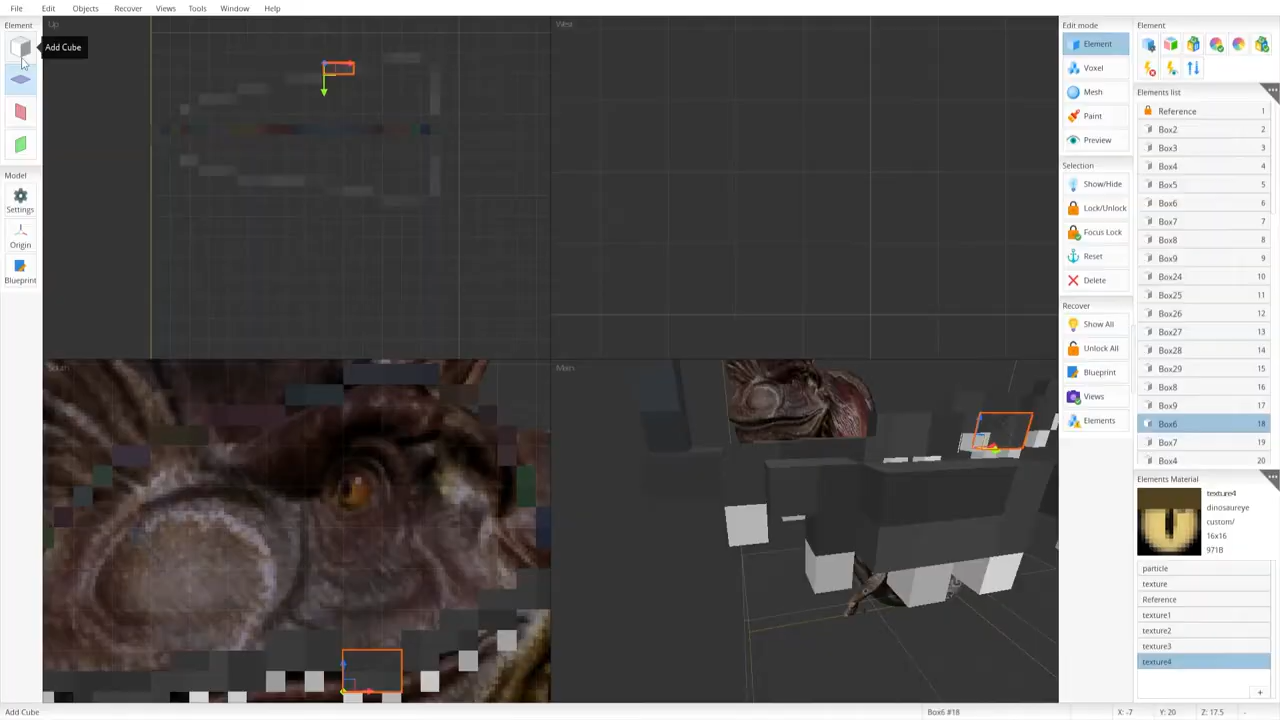 File Edit Objects Recover Views Tools Window Help
Element
Add Cube
Model
Settings
Origin
Blueprint
Up
West
South
Main
Edit mode
Element
Voxel
Mesh
Paint
Preview
Selection
Show/Hide
Lock/Unlock
Focus Lock
Reset
Delete
Recover
Show All
Unlock All
Blueprint
Views
Elements
Element
Elements list
Reference 1
Box2 2
Box3 3
Box4 4
Box5 5
Box6 6
Box7 7
Box8 8
Box9 9
Box24 10
Box25 11
Box26 12
Box27 13
Box28 14
Box29 15
Box8 16
Box9 17
Box6 18
Box7 19
Box4 20
Elements Material
texture4
dinosaureye
custom/
16x16
971B
particle
texture
Reference
texture1
texture2
texture3
texture4
+
Add Cube
Box6 #18
X: -7 Y: 20 Z: 17.5 -